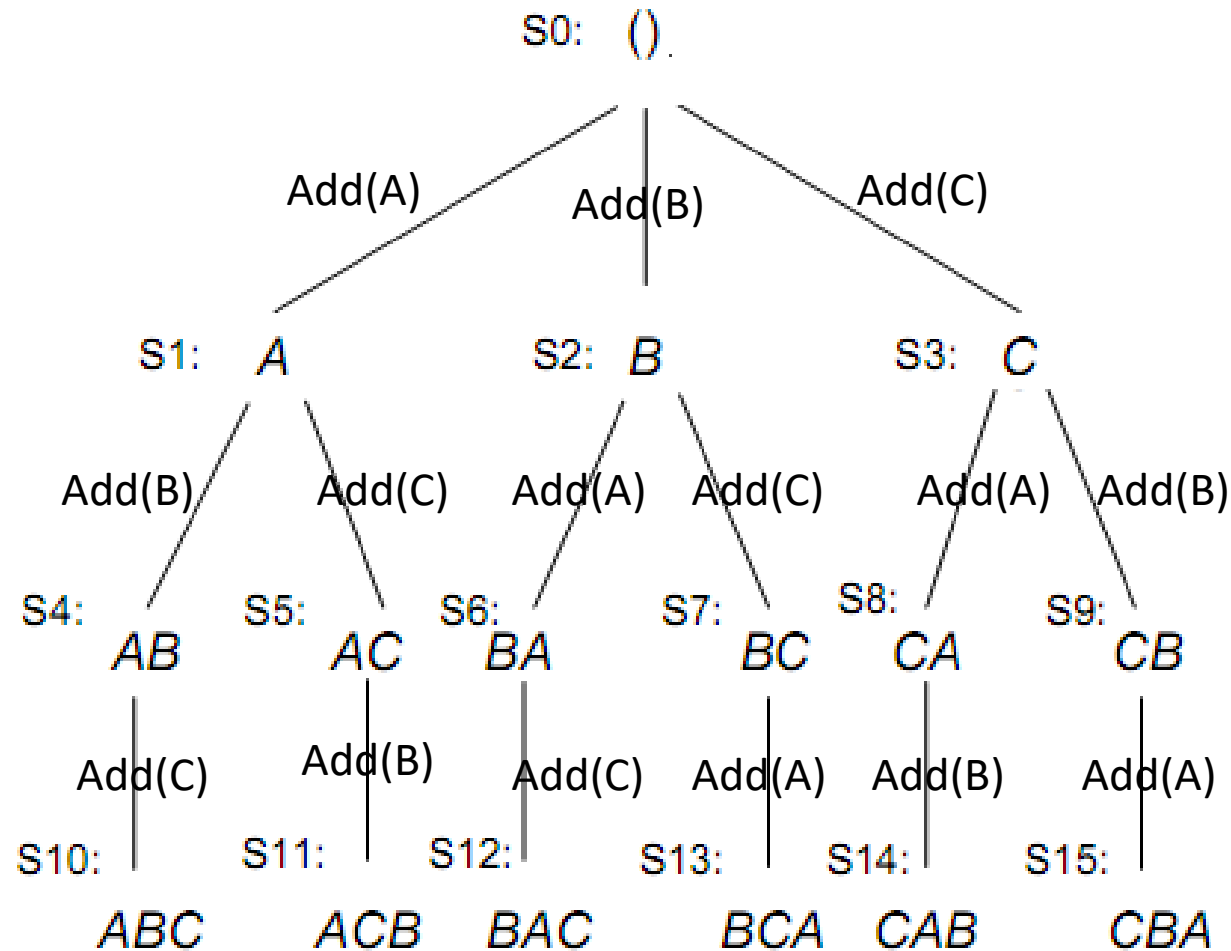 S0: ()
Add(A) Add(B) Add(C)
S1: A S2: B S3: C
Add(B) Add(C) Add(A) Add(C) Add(A) Add(B)
S4: S5: S6: S7: S8: S9:
AB AC BA BC CA CB
Add(C) Add(B) Add(C) Add(A) Add(B) Add(A)
S10: S11: S12: S13: S14: S15:
ABC ACB BAC BCA CAB CBA